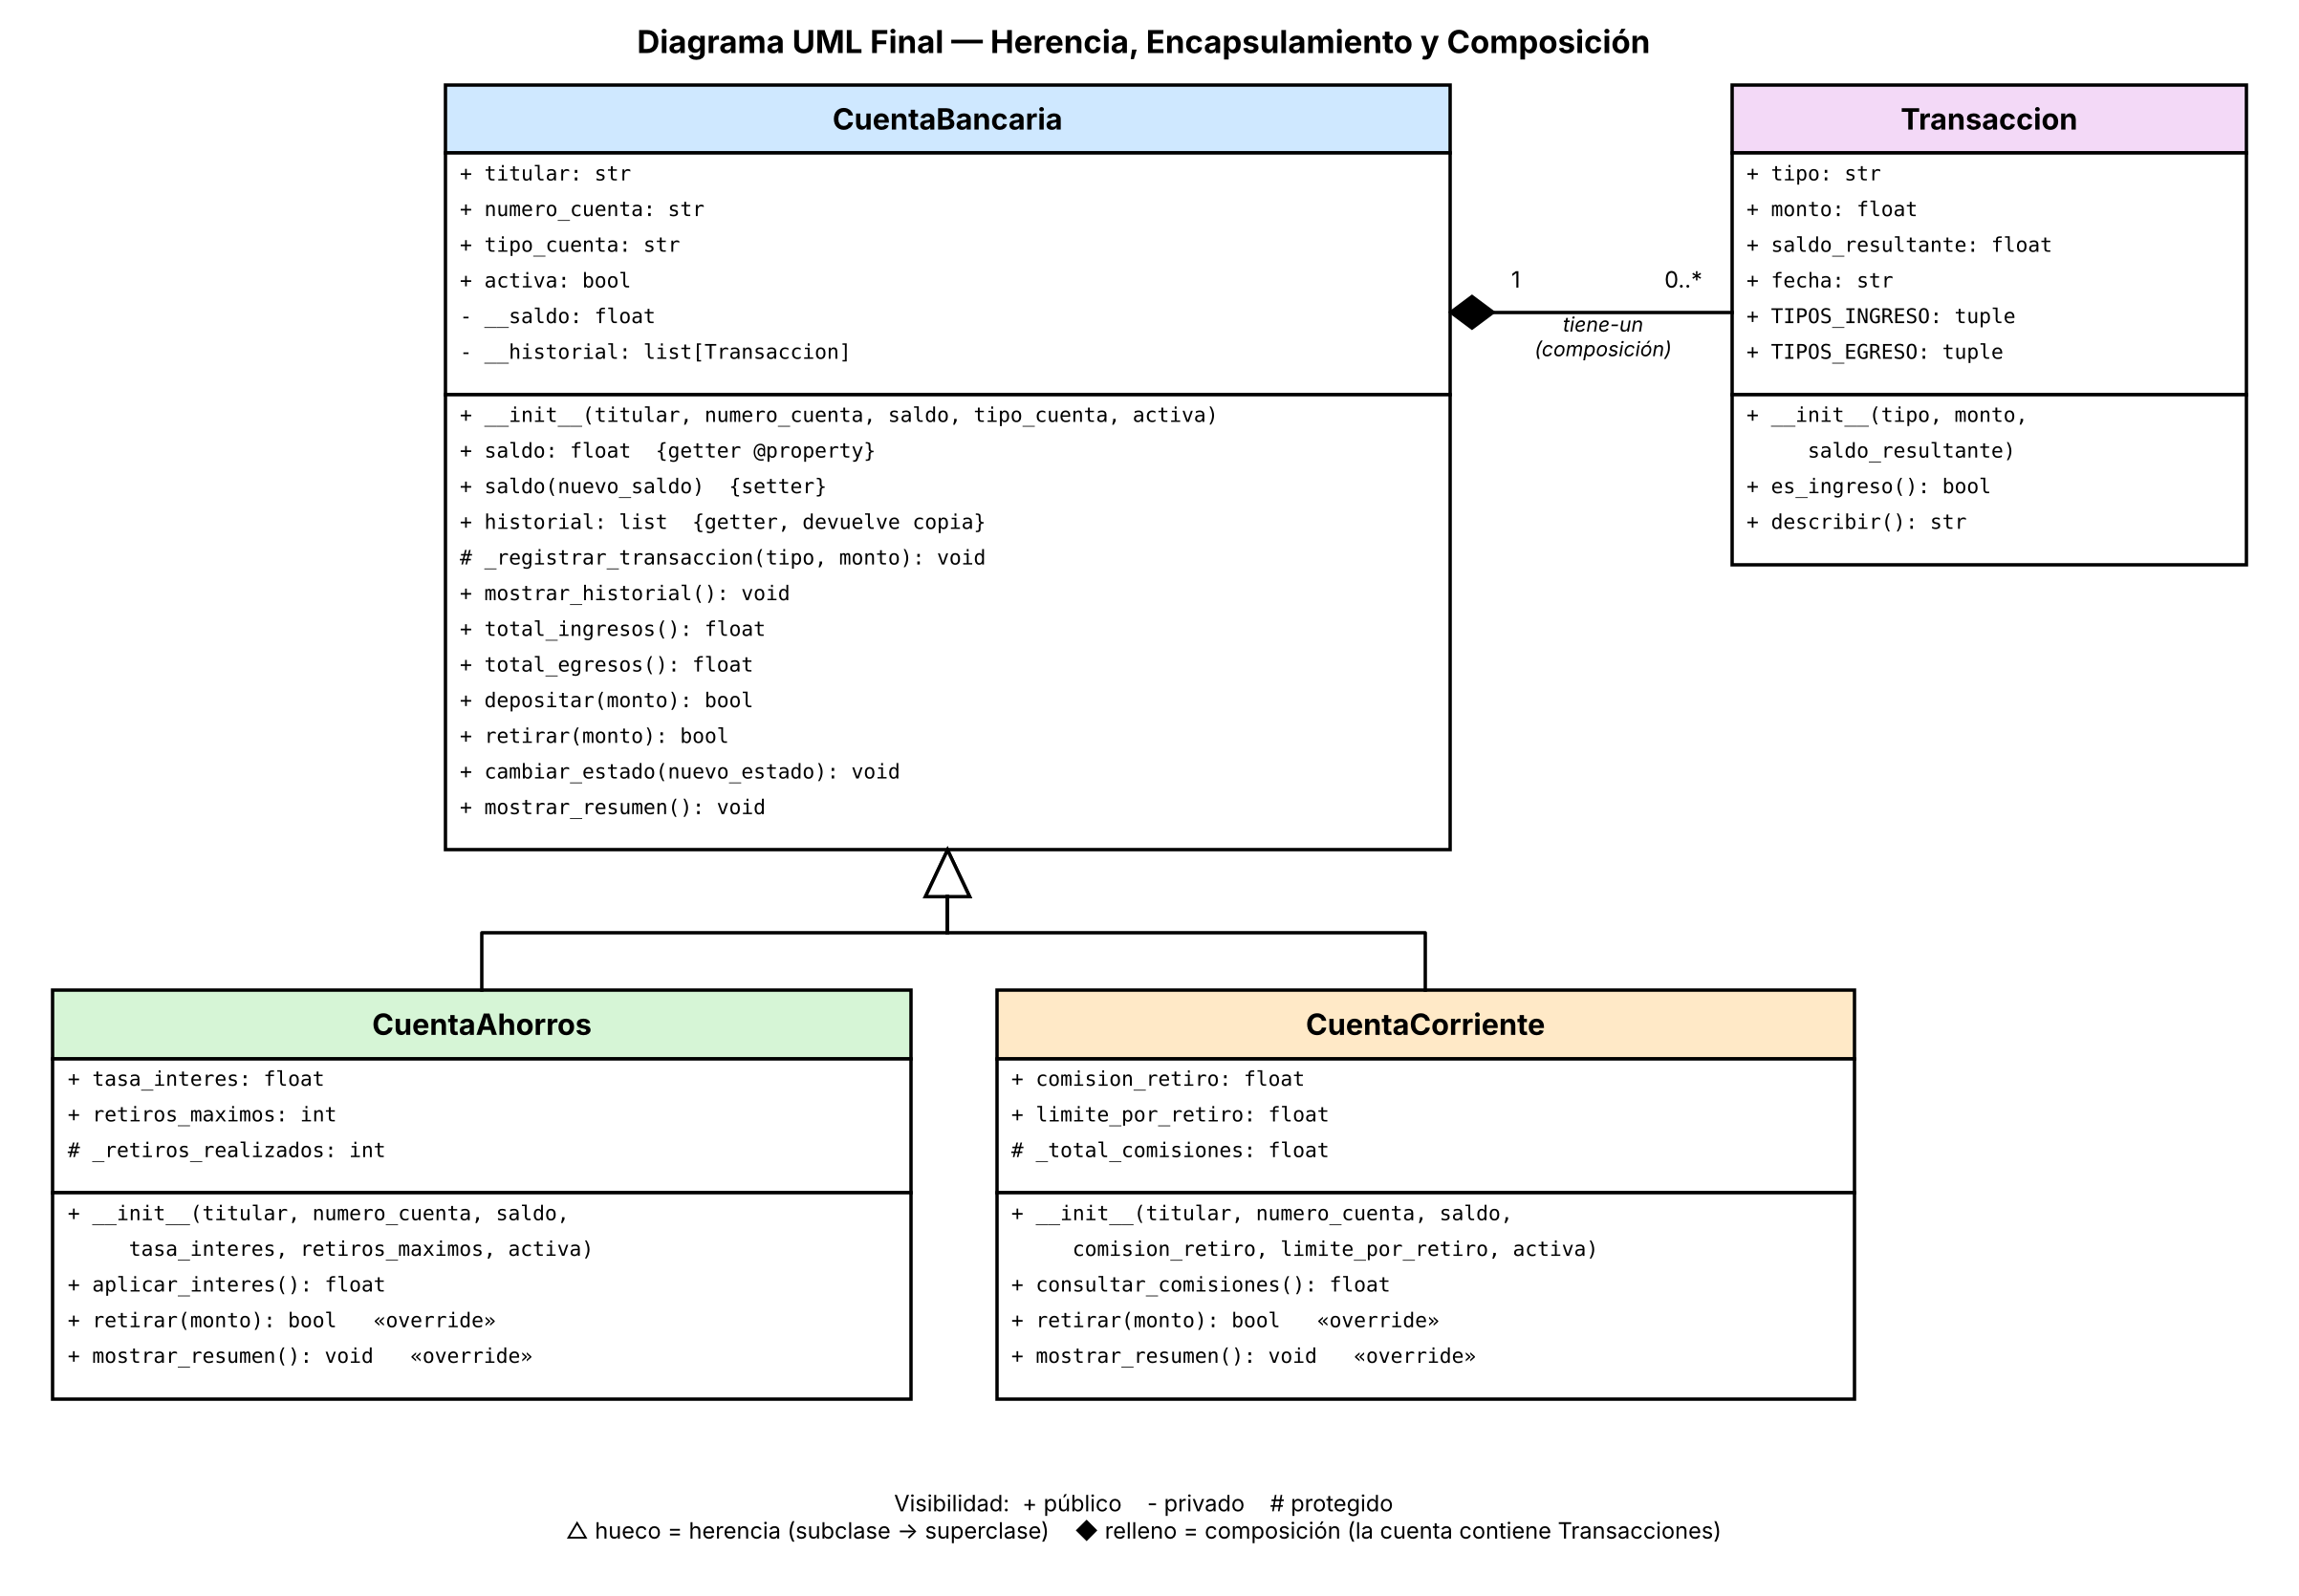 Diagrama UML Final — Herencia, Encapsulamiento y Composición
CuentaBancaria
+ titular: str
+ numero_cuenta: str
+ tipo_cuenta: str
+ activa: bool
- __saldo: float
- __historial: list[Transaccion]
+ __init__(titular, numero_cuenta, saldo, tipo_cuenta, activa)
+ saldo: float  {getter @property}
+ saldo(nuevo_saldo)  {setter}
+ historial: list  {getter, devuelve copia}
# _registrar_transaccion(tipo, monto): void
+ mostrar_historial(): void
+ total_ingresos(): float
+ total_egresos(): float
+ depositar(monto): bool
+ retirar(monto): bool
+ cambiar_estado(nuevo_estado): void
+ mostrar_resumen(): void
1
0..*
tiene-un
(composición)
Transaccion
+ tipo: str
+ monto: float
+ saldo_resultante: float
+ fecha: str
+ TIPOS_INGRESO: tuple
+ TIPOS_EGRESO: tuple
+ __init__(tipo, monto,
saldo_resultante)
+ es_ingreso(): bool
+ describir(): str
CuentaAhorros
+ tasa_interes: float
+ retiros_maximos: int
# _retiros_realizados: int
+ __init__(titular, numero_cuenta, saldo,
tasa_interes, retiros_maximos, activa)
+ aplicar_interes(): float
+ retirar(monto): bool   «override»
+ mostrar_resumen(): void   «override»
CuentaCorriente
+ comision_retiro: float
+ limite_por_retiro: float
# _total_comisiones: float
+ __init__(titular, numero_cuenta, saldo,
comision_retiro, limite_por_retiro, activa)
+ consultar_comisiones(): float
+ retirar(monto): bool   «override»
+ mostrar_resumen(): void   «override»
Visibilidad:  + público    - privado    # protegido
△ hueco = herencia (subclase → superclase)    ◆ relleno = composición (la cuenta contiene Transacciones)